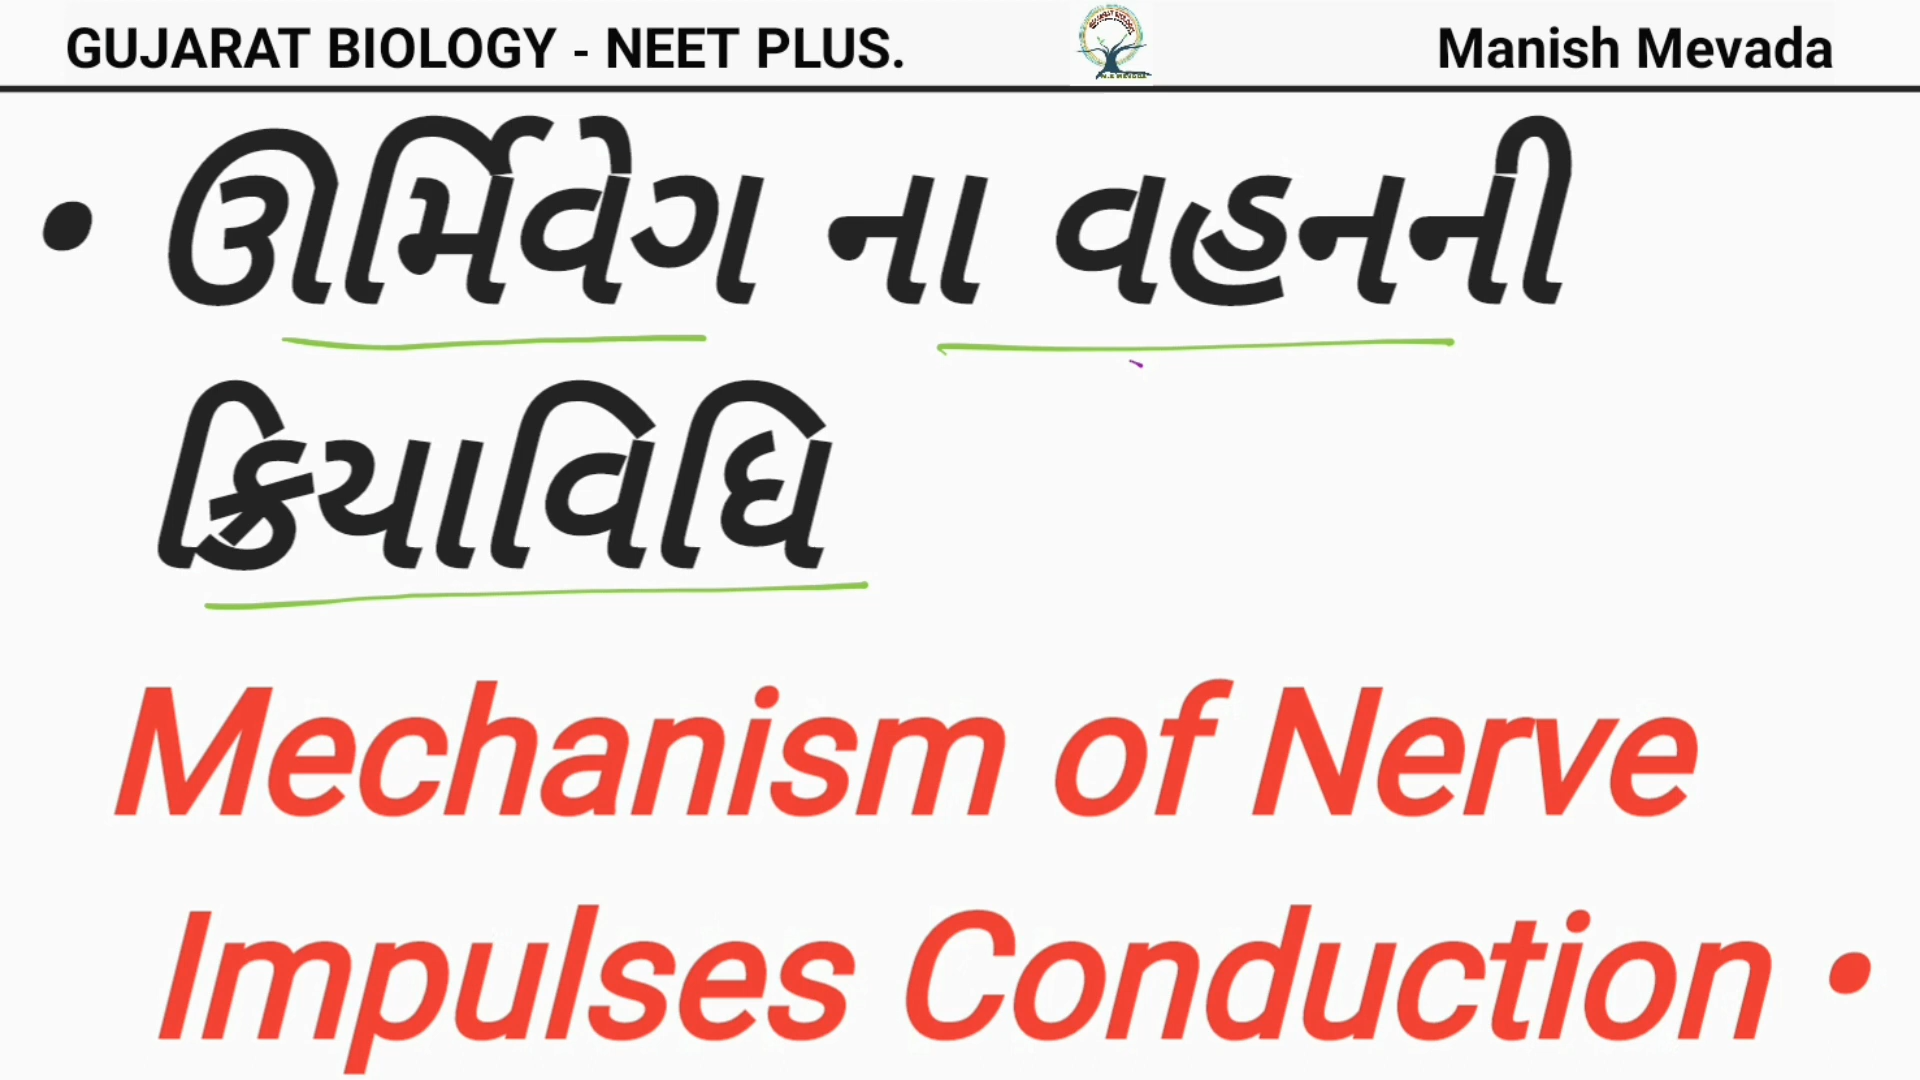 GUJARAT BIOLOGY - NEET PLUS. Manish Mevada
• ઊર્મિવેગ ના વહનની
ક્રિયાવિધિ
Mechanism of Nerve
Impulses Conduction •